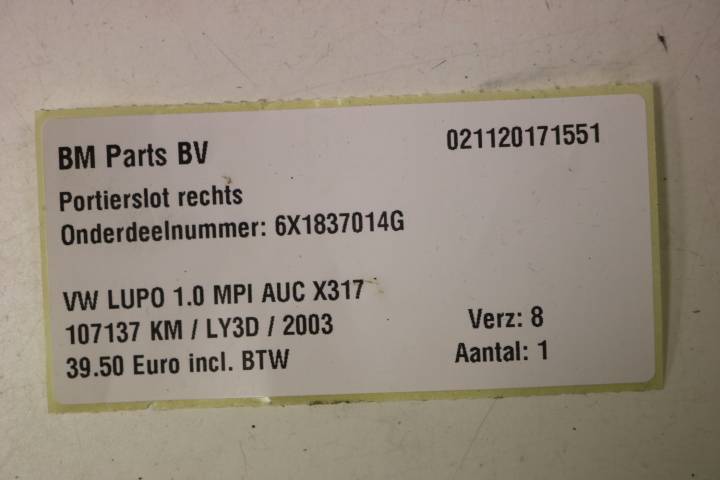 BM Parts BV
021120171551
Portierslot rechts
Onderdeelnummer: 6X1837014G
VW LUPO 1.0 MPI AUC X317
107137 KM / LY3D / 2003
Verz: 8
39.50 Euro incl. BTW
Aantal: 1